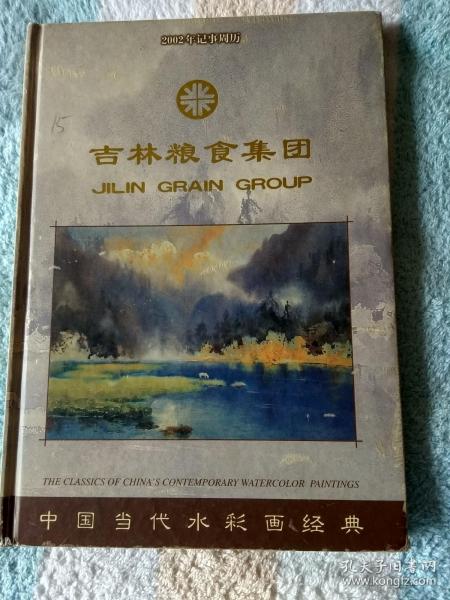 2002年记事周历
15
吉林粮食集团
JILIN GRAIN GROUP
THE CLASSICS OF CHINA'S CONTEMPORARY WATERCOLOR PAINTINGS
中国当代水彩画经典
孔夫子旧书网
www.kongfz.com